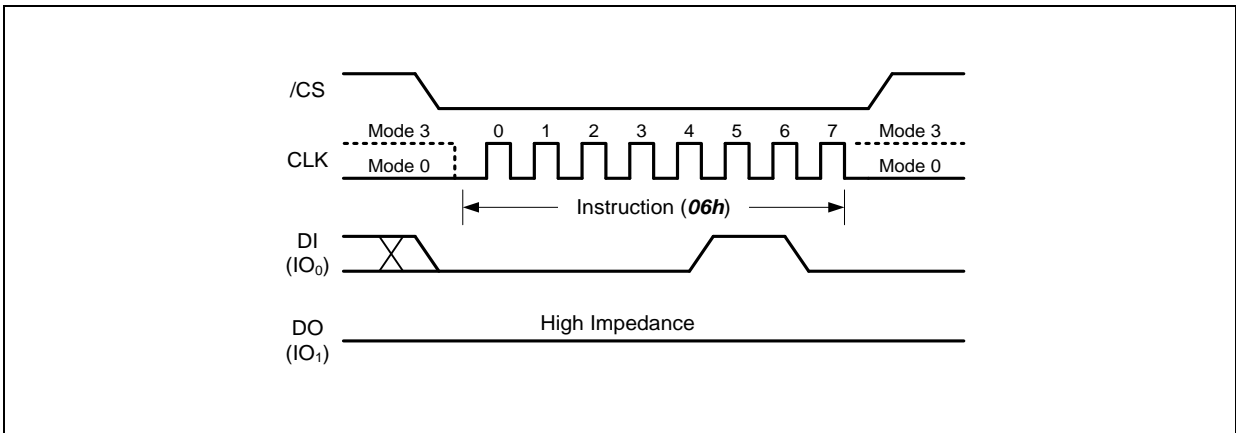 /CS
Mode 3 0 1 2 3 4 5 6 7 Mode 3
CLK
Mode 0 Mode 0
Instruction (06h)
DI
(IO₀)
High Impedance
DO
(IO₁)